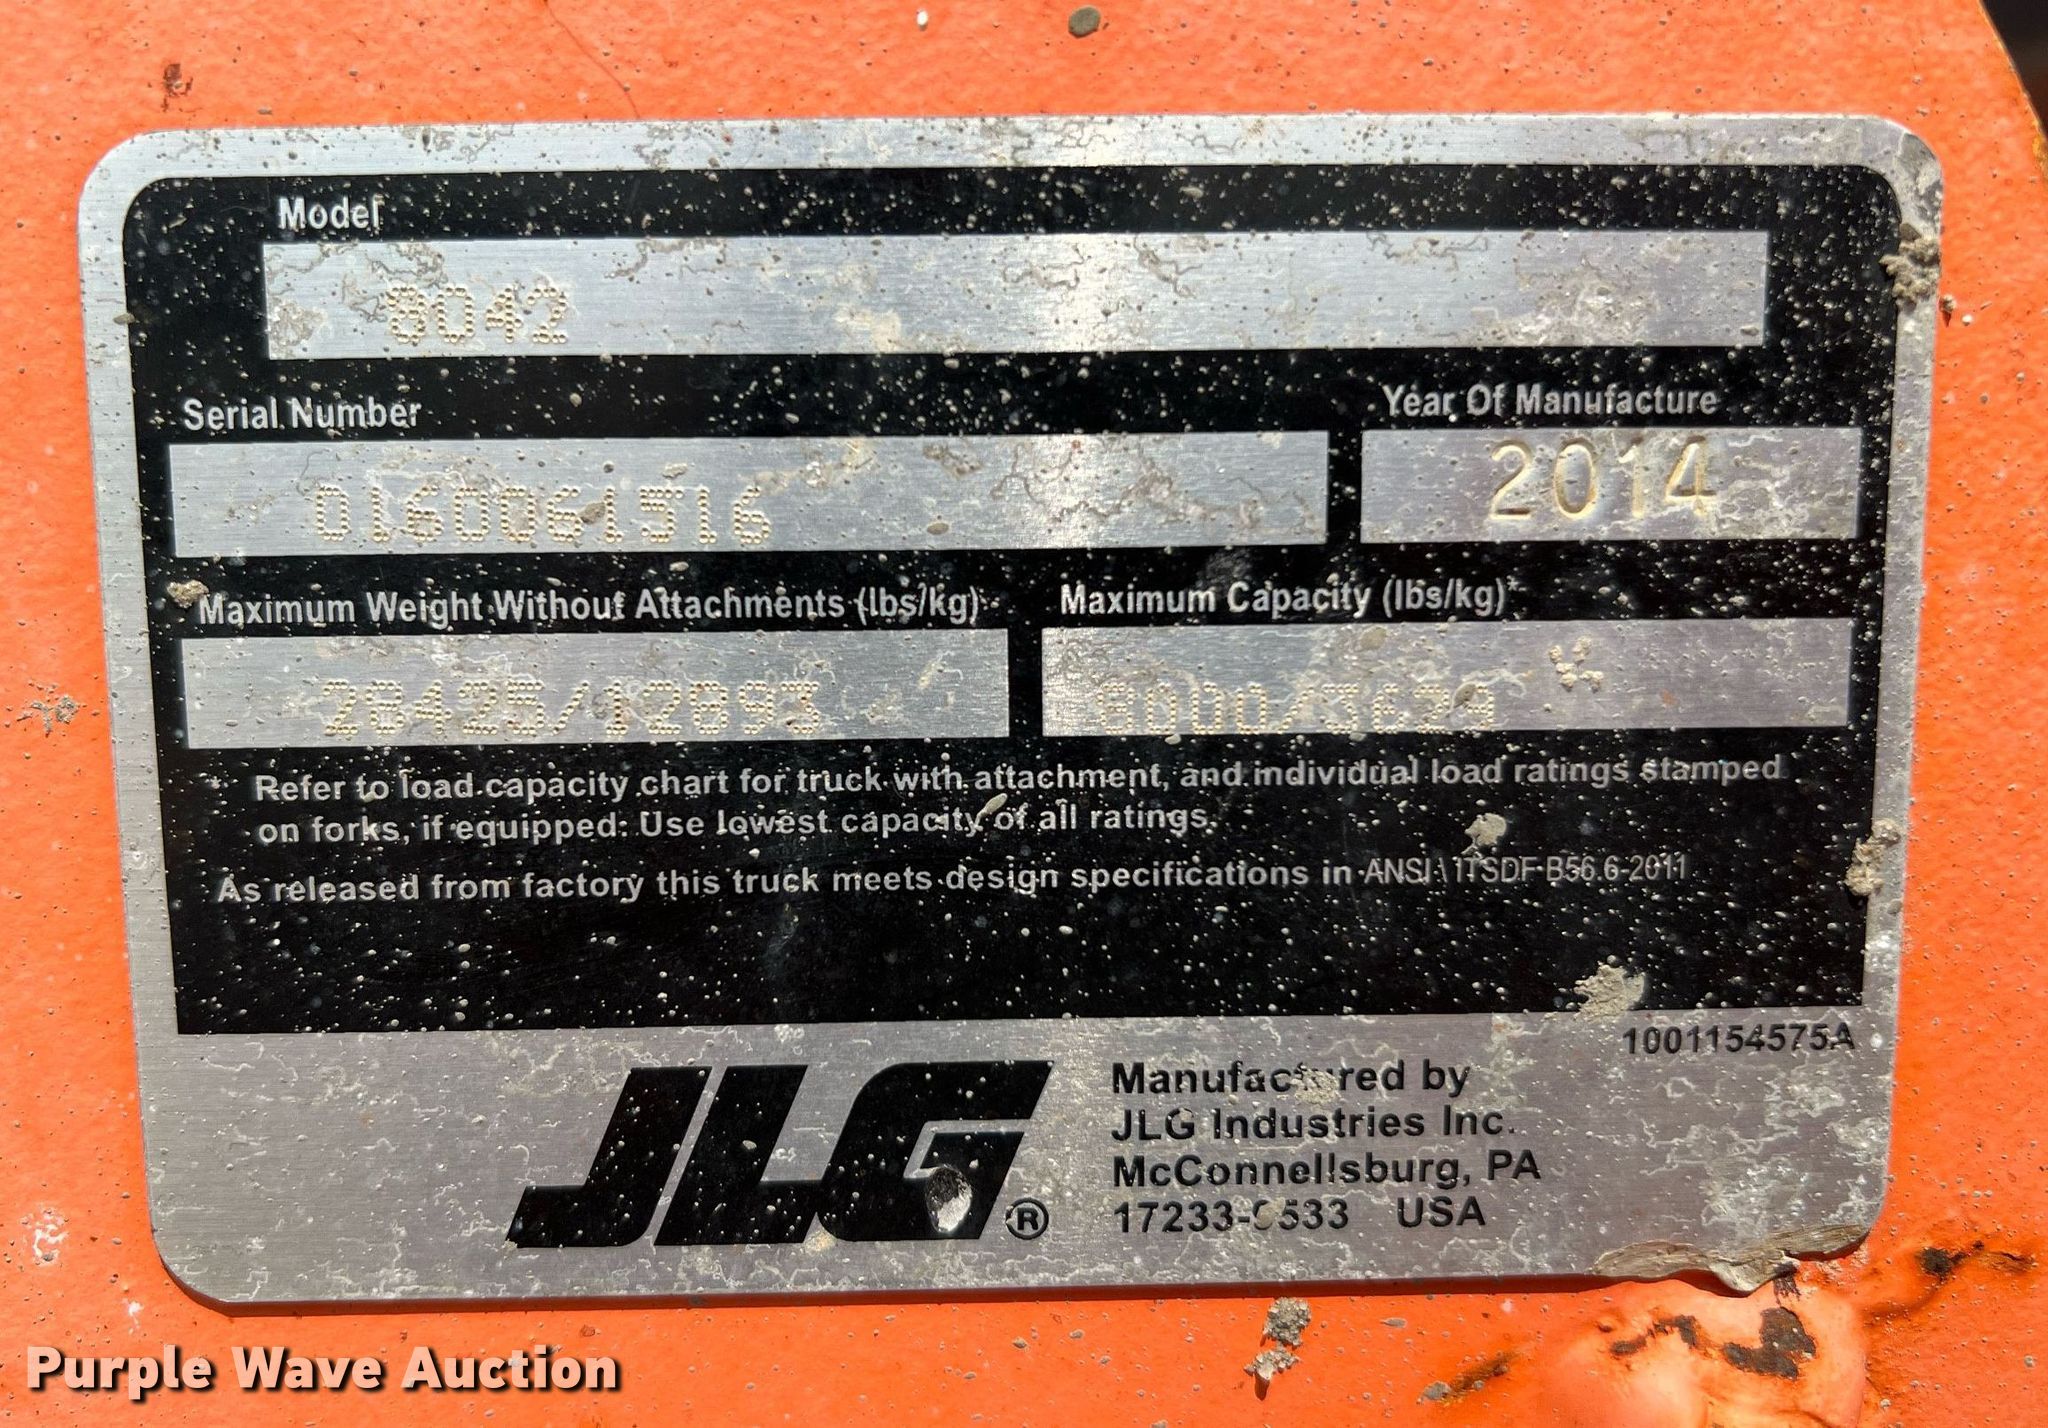 Model
8042
Serial Number
0160061516
Year Of Manufacture
2014
Maximum Weight Without Attachments (lbs/kg)
28425/12893
Maximum Capacity (lbs/kg)*
8000/3629
* Refer to load capacity chart for truck with attachment, and individual load ratings stamped
on forks, if equipped. Use lowest capacity of all ratings.
As released from factory this truck meets design specifications in ANSI \ ITSDF B56.6-2011
1001154575A
JLG®
Manufactured by
JLG Industries Inc.
McConnellsburg, PA
17233-9533 USA
Purple Wave Auction